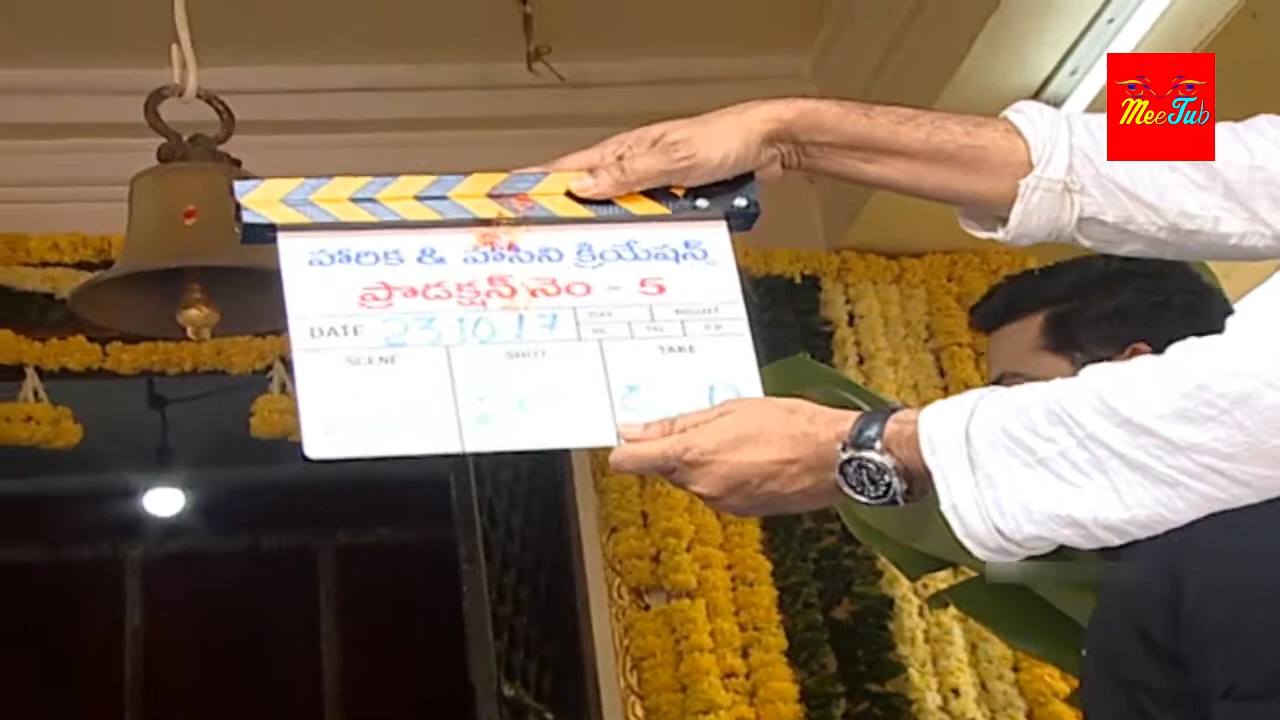 MeeTub
హారిక & హాసిని క్రియేషన్స్
ప్రొడక్షన్ నెం - 5
DATE 23.10.17
SCENE SHOT TAKE